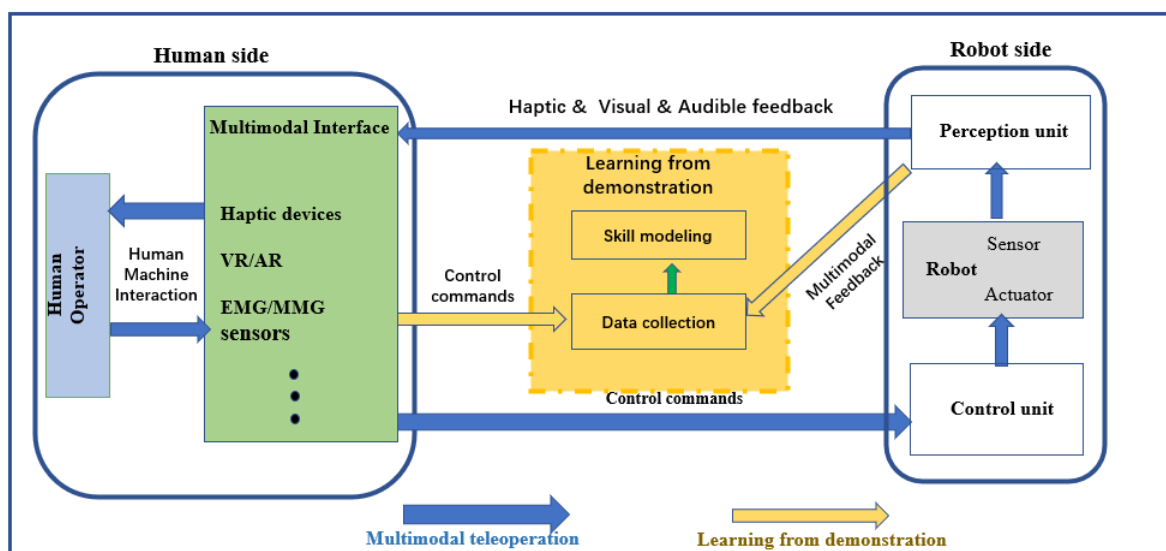 Human side
Robot side
Multimodal Interface
Haptic devices
VR/AR
EMG/MMG
sensors
Human
Operator
Human
Machine
Interaction
Haptic & Visual & Audible feedback
Learning from
demonstration
Skill modeling
Data collection
Control
commands
Multimodal
Feedback
Control commands
Perception unit
Sensor
Robot
Actuator
Control unit
Multimodal teleoperation
Learning from demonstration